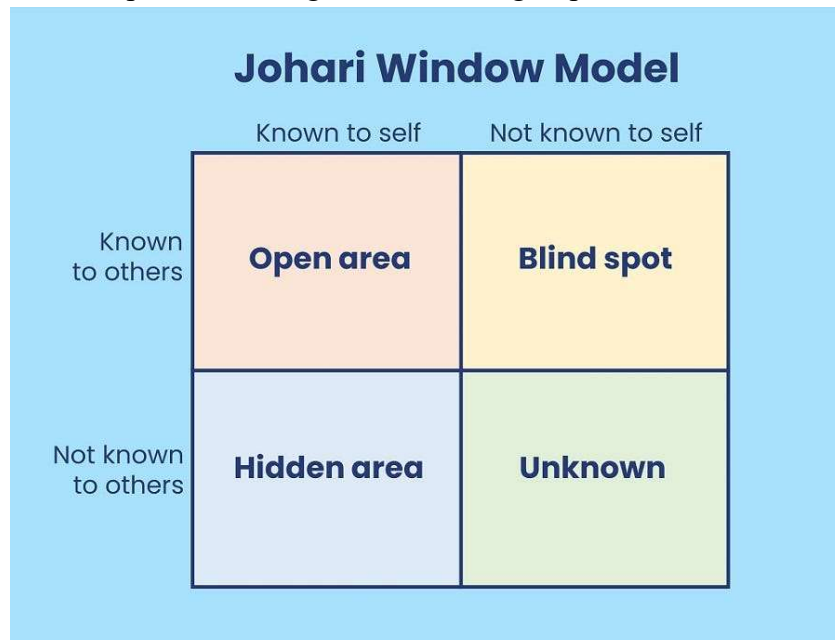 Johari Window Model
Known to self Not known to self
Known
to others
Open area Blind spot
Not known
to others
Hidden area Unknown